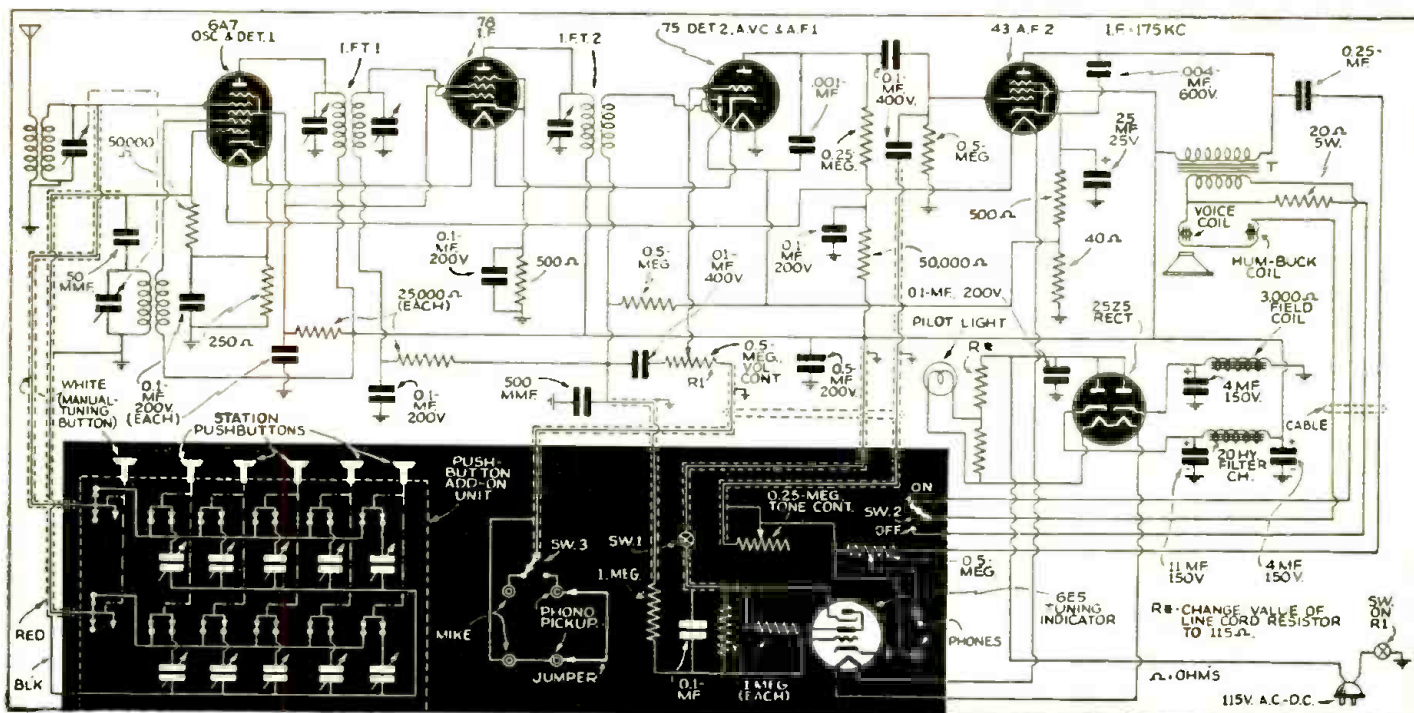 6A7
OSC & DET.1
I.F.T.1
78
I.F.
I.F.T.2
75 DET.2, A.V.C. & A.F.1
43 A.F.2
I.F.=175 KC
0.25-
MF.
.001-
MF.
0.1-
MF.
400V.
.004-
MF.
600V.
50,000
Ω
0.25
MEG.
0.5-
MEG.
25
MF.
25V.
20Ω
5W.
T
500Ω
VOICE
COIL
40Ω
HUM-BUCK
COIL
50
MMF.
0.1-
MF.
200V.
500Ω
0.5-
MEG.
.01-
MF.
400V.
0.1-
MF.
200V.
50,000
Ω
25,000Ω
(EACH)
0.1-MF. 200V.
25Z5
RECT.
3,000Ω
FIELD
COIL
250Ω
PILOT LIGHT
R*
WHITE
(MANUAL-
TUNING
BUTTON)
0.1-
MF.
200V.
(EACH)
0.1-
MF.
200V.
500
MMF.
R1
0.5-
MEG.,
VOL.
CONT.
0.5-
MF.
200V.
4 MF.
150V.
CABLE
STATION
PUSHBUTTONS
20 HY.
FILTER
CH.
PUSH-
BUTTON
ADD-ON
UNIT
0.25-MEG.
TONE CONT.
ON
SW.2
OFF
SW.3
SW.1
1. MEG.
11 MF.
150V.
4 MF.
150V.
0.5-
MEG.
6E5
TUNING
INDICATOR
PHONO
PICKUP
MIKE
PHONES
R*-CHANGE VALUE OF
LINE CORD RESISTOR
TO 115Ω.
SW.
ON
R1
RED
BLK.
JUMPER
0.1-
MF.
1 MEG.
(EACH)
Ω=OHMS
115V. A.C.-D.C.